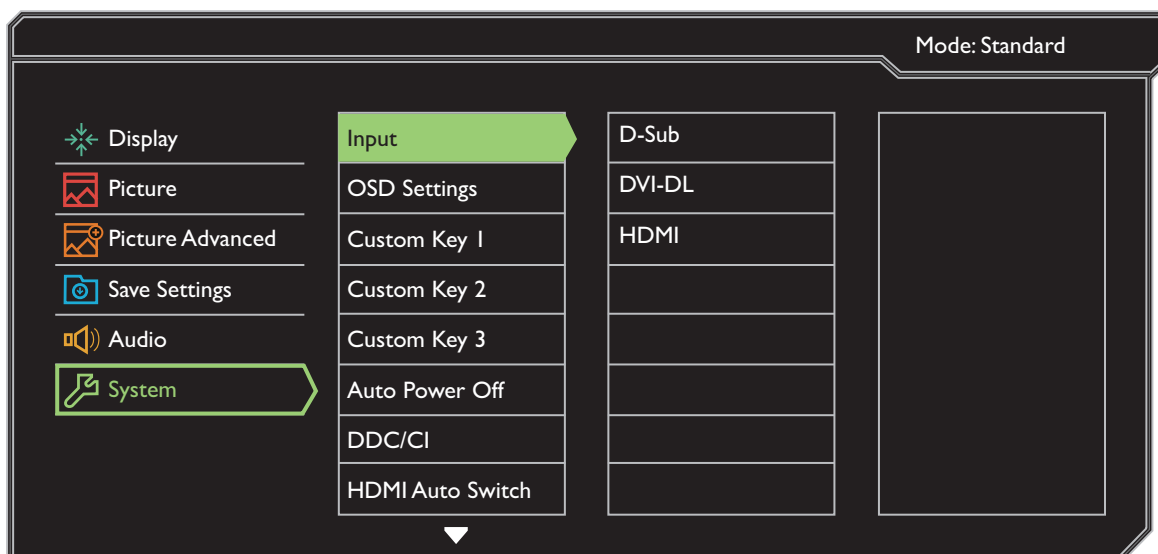 Mode: Standard
Display
Picture
Picture Advanced
Save Settings
Audio
System
Input
OSD Settings
Custom Key 1
Custom Key 2
Custom Key 3
Auto Power Off
DDC/CI
HDMI Auto Switch
D-Sub
DVI-DL
HDMI